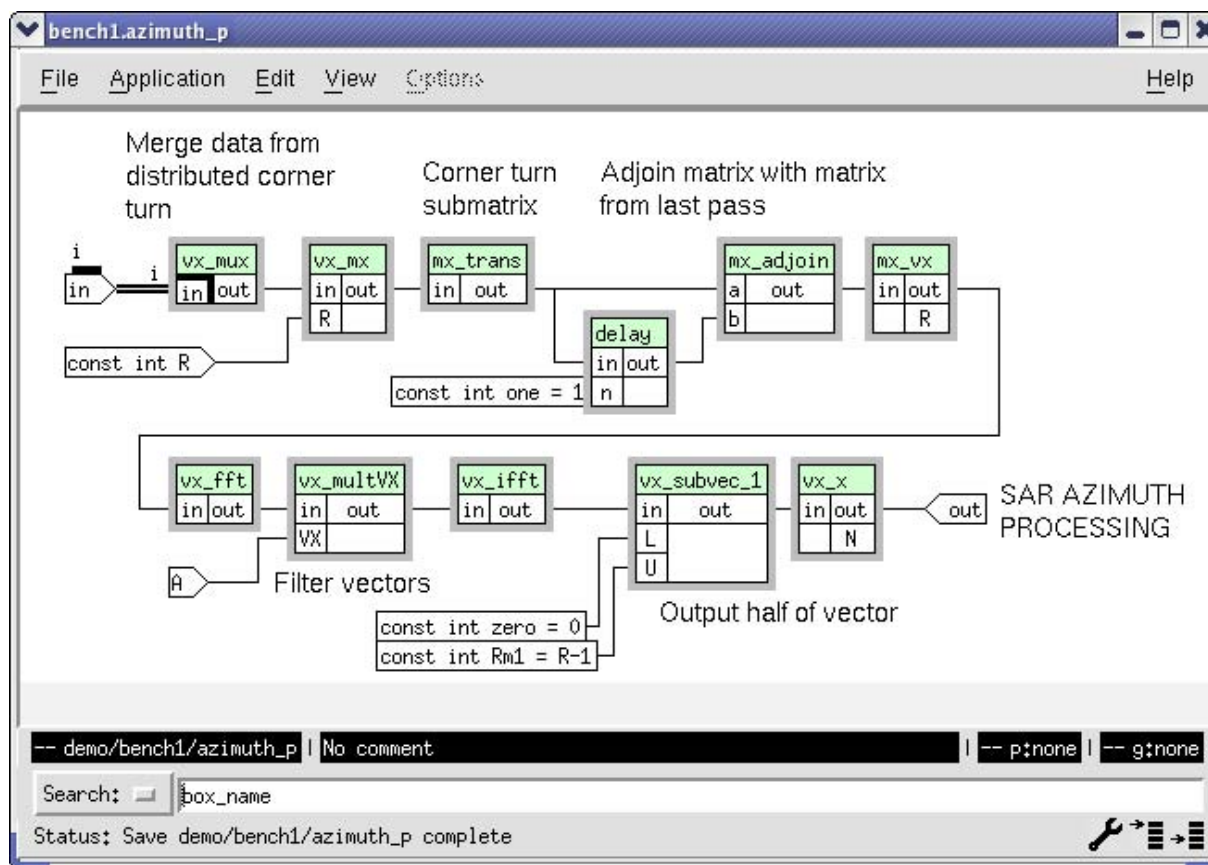 bench1.azimuth_p
File Application Edit View Options Help
Merge data from
distributed corner
turn
Corner turn
submatrix
Adjoin matrix with matrix
from last pass
i
in
i
vx_mux
in out
vx_mx
in out
R
mx_trans
in out
mx_adjoin
a out
b
mx_vx
in out
R
delay
in out
n
const int R
const int one = 1
vx_fft
in out
vx_multVX
in out
VX
vx_ifft
in out
vx_subvec_1
in out
L
U
vx_x
in out
N
out
SAR AZIMUTH
PROCESSING
A
Filter vectors
Output half of vector
const int zero = 0
const int Rm1 = R-1
-- demo/bench1/azimuth_p | No comment | -- p:none | -- g:none
Search: box_name
Status: Save demo/bench1/azimuth_p complete